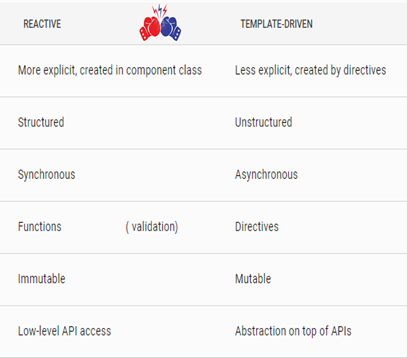 REACTIVE TEMPLATE-DRIVEN
More explicit, created in component class Less explicit, created by directives
Structured Unstructured
Synchronous Asynchronous
Functions ( validation) Directives
Immutable Mutable
Low-level API access Abstraction on top of APIs